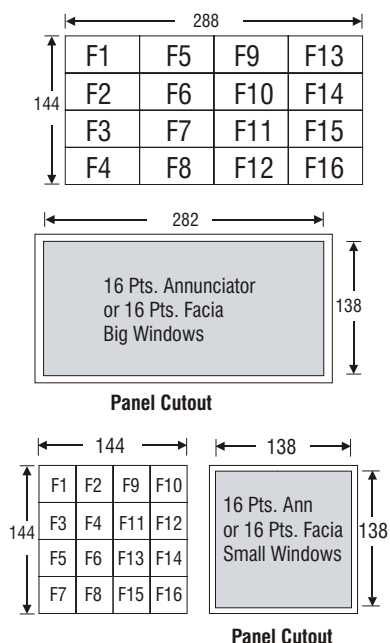 288
F1 F5 F9 F13
144
F2 F6 F10 F14
F3 F7 F11 F15
F4 F8 F12 F16
282
16 Pts. Annunciator
or 16 Pts. Facia
Big Windows
138
Panel Cutout
144
F1 F2 F9 F10
144
F3 F4 F11 F12
F5 F6 F13 F14
F7 F8 F15 F16
138
16 Pts. Ann
or 16 Pts. Facia
Small Windows
138
Panel Cutout